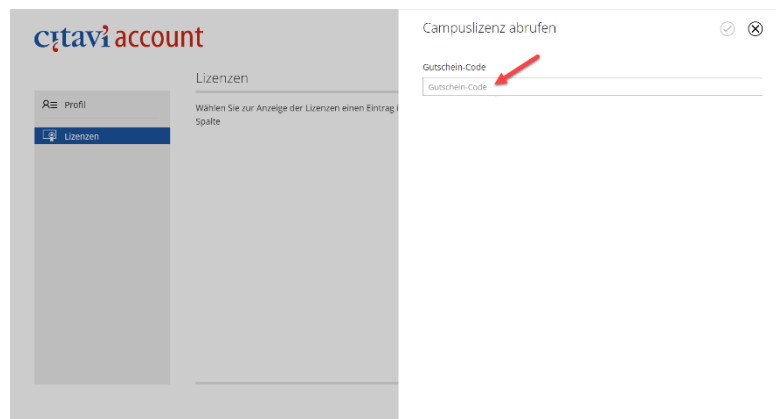 citavi account
Profil
Lizenzen
Lizenzen
Wählen Sie zur Anzeige der Lizenzen einen Eintrag i
Spalte
Campuslizenz abrufen
Gutschein-Code
Gutschein-Code